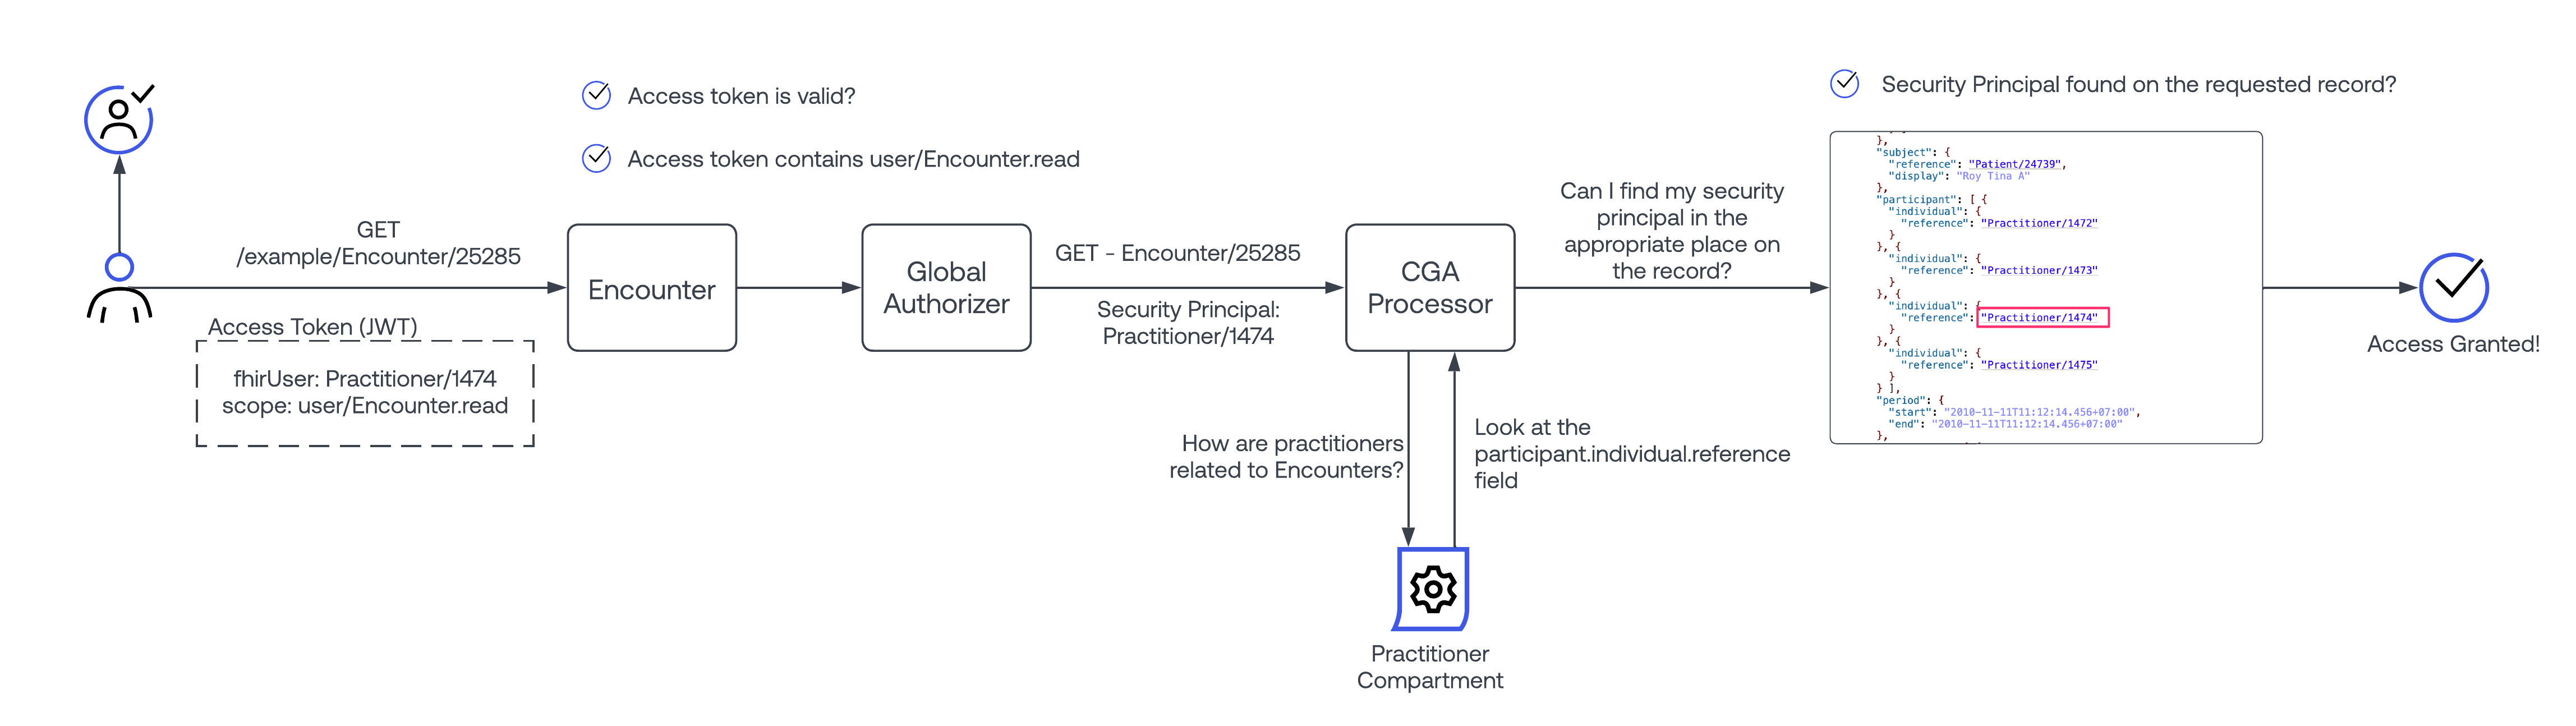 Access token is valid?
Access token contains user/Encounter.read
GET
/example/Encounter/25285
Access Token (JWT)
fhirUser: Practitioner/1474
scope: user/Encounter.read
Encounter
Global
Authorizer
GET - Encounter/25285
Security Principal:
Practitioner/1474
CGA
Processor
How are practitioners
related to Encounters?
Look at the
participant.individual.reference
field
Practitioner
Compartment
Can I find my security
principal in the
appropriate place on
the record?
Security Principal found on the requested record?
},
"subject": {
"reference": "Patient/24739",
"display": "Roy Tina A"
},
"participant": [ {
"individual": {
"reference": "Practitioner/1472"
}
}, {
"individual": {
"reference": "Practitioner/1473"
}
}, {
"individual": {
"reference": "Practitioner/1474"
}
}, {
"individual": {
"reference": "Practitioner/1475"
}
} ],
"period": {
"start": "2010-11-11T11:12:14.456+07:00",
"end": "2010-11-11T11:12:14.456+07:00"
},
Access Granted!